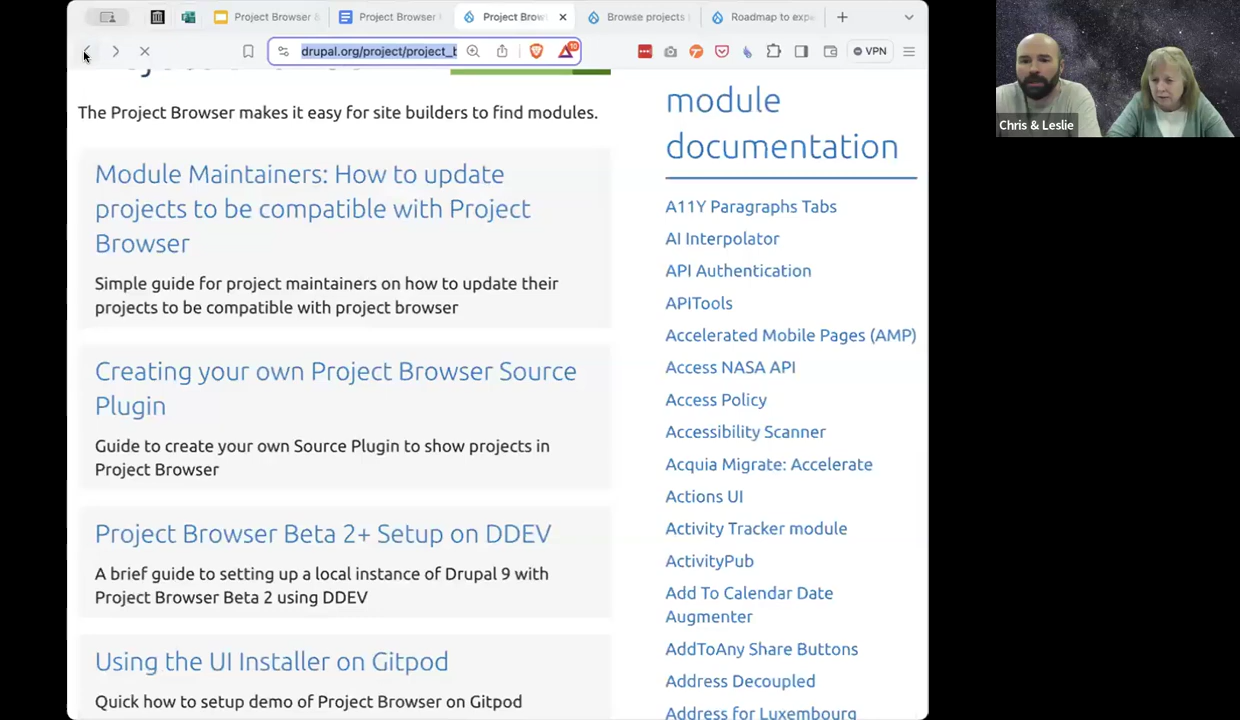 Project Browser &
Project Browser
Project Brow
Browse projects
Roadmap to exp
drupal.org/project/project_b
10
VPN
The Project Browser makes it easy for site builders to find modules.
Module Maintainers: How to update
projects to be compatible with Project
Browser
Simple guide for project maintainers on how to update their
projects to be compatible with project browser
Creating your own Project Browser Source
Plugin
Guide to create your own Source Plugin to show projects in
Project Browser
Project Browser Beta 2+ Setup on DDEV
A brief guide to setting up a local instance of Drupal 9 with
Project Browser Beta 2 using DDEV
Using the UI Installer on Gitpod
Quick how to setup demo of Project Browser on Gitpod
module
documentation
A11Y Paragraphs Tabs
AI Interpolator
API Authentication
APITools
Accelerated Mobile Pages (AMP)
Access NASA API
Access Policy
Accessibility Scanner
Acquia Migrate: Accelerate
Actions UI
Activity Tracker module
ActivityPub
Add To Calendar Date
Augmenter
AddToAny Share Buttons
Address Decoupled
Address for Luxembourg
Chris & Leslie